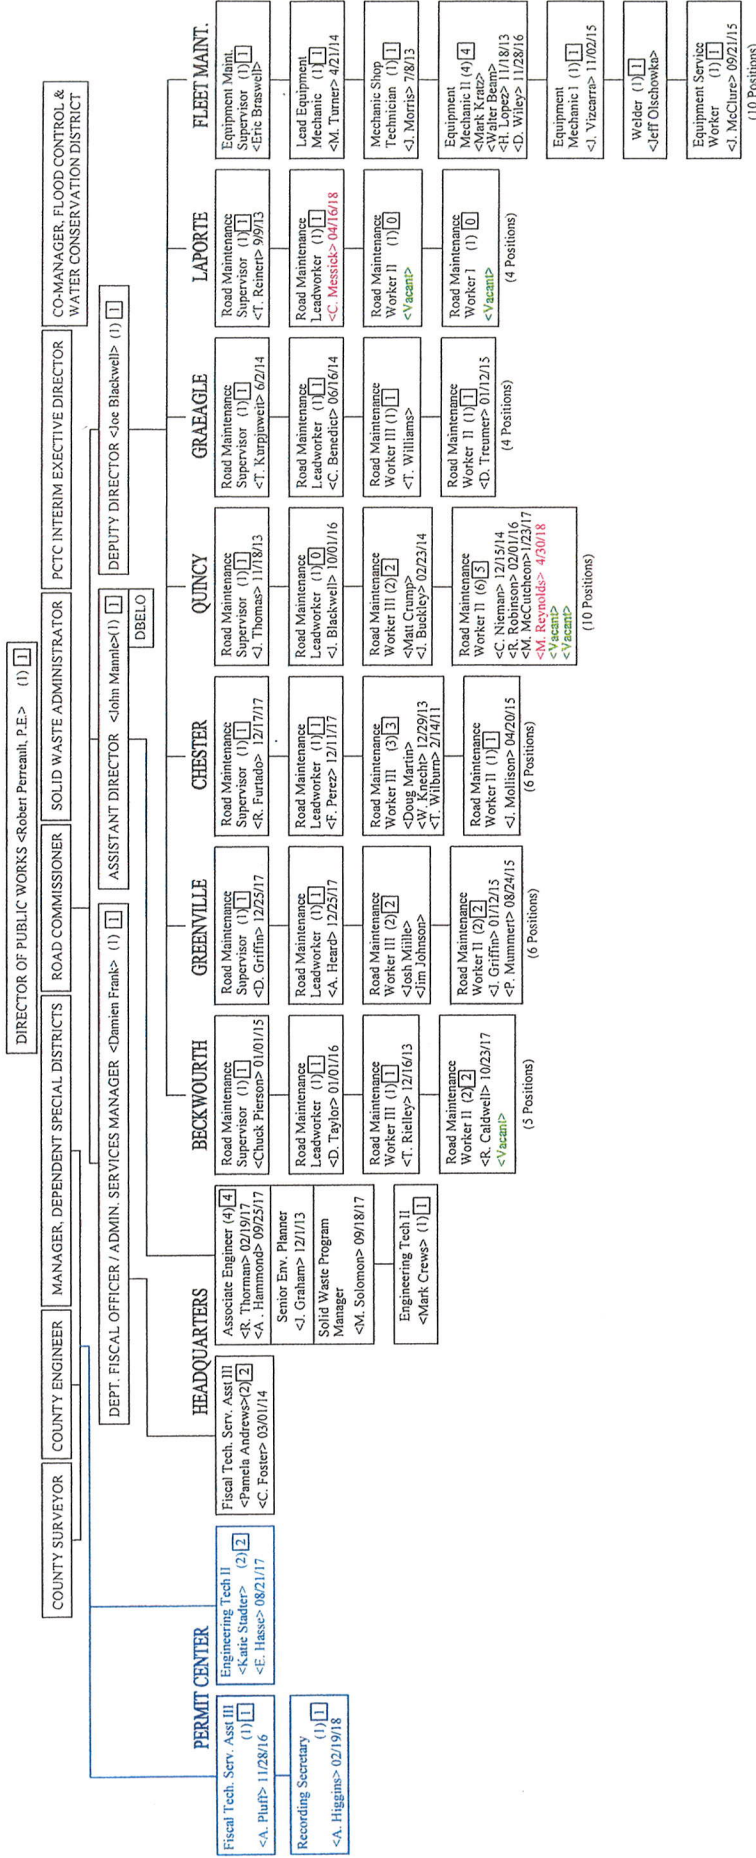 DIRECTOR OF PUBLIC WORKS <Robert Perreault, P.E.> (1) 1
COUNTY SURVEYOR
COUNTY ENGINEER
MANAGER, DEPENDENT SPECIAL DISTRICTS
ROAD COMMISSIONER
SOLID WASTE ADMINISTRATOR
PCTC INTERIM EXECTIVE DIRECTOR
CO-MANAGER, FLOOD CONTROL &
WATER CONSERVATION DISTRICT
DEPT. FISCAL OFFICER / ADMIN. SERVICES MANAGER <Damien Frank> (1) 1
ASSISTANT DIRECTOR <John Mannle>(1) 1
DBELO
DEPUTY DIRECTOR <Joe Blackwell> (1) 1
PERMIT CENTER
Fiscal Tech. Serv. Asst III
(1) 1
<A. Pluff> 11/28/16
Recording Secretary
(1) 1
<A. Higgins> 02/19/18
Engineering Tech II
<Katie Stadter> (2) 2
<E. Hasse> 08/21/17
HEADQUARTERS
Fiscal Tech. Serv. Asst III
<Pamela Andrews>(2) 2
<C. Foster> 03/01/14
Associate Engineer (4) 4
<R. Thorman> 02/19/17
<A . Hammond> 09/25/17
Senior Env. Planner
<J. Graham> 12/1/13
Solid Waste Program
Manager
<M. Solomon> 09/18/17
Engineering Tech II
<Mark Crews> (1) 1
BECKWOURTH
Road Maintenance
Supervisor (1) 1
<Chuck Pierson> 01/01/15
Road Maintenance
Leadworker (1) 1
<D. Taylor> 01/01/16
Road Maintenance
Worker III (1) 1
<T. Rielley> 12/16/13
Road Maintenance
Worker II (2) 2
<R. Caldwell> 10/23/17
<Vacant>
(5 Positions)
GREENVILLE
Road Maintenance
Supervisor (1) 1
<D. Griffin> 12/25/17
Road Maintenance
Leadworker (1) 1
<A. Heard> 12/25/17
Road Maintenance
Worker III (2) 2
<Josh Miille>
<Jim Johnson>
Road Maintenance
Worker II (2) 2
<J. Griffin> 01/12/15
<P. Mummert> 08/24/15
(6 Positions)
CHESTER
Road Maintenance
Supervisor (1) 1
<R. Furtado> 12/17/17
Road Maintenance
Leadworker (1) 1
<F. Perez> 12/11/17
Road Maintenance
Worker III (3) 3
<Doug Martin>
<W. Knecht> 12/29/13
<T. Wilburn> 2/14/11
Road Maintenance
Worker II (1) 1
<J. Mollison> 04/20/15
(6 Positions)
QUINCY
Road Maintenance
Supervisor (1) 1
<J. Thomas> 11/18/13
Road Maintenance
Leadworker (1) 0
<J. Blackwell> 10/01/16
Road Maintenance
Worker III (2) 2
<Matt Crump>
<J. Buckley> 02/23/14
Road Maintenance
Worker II (6) 5
<C. Nieman> 12/15/14
<R. Robinson> 02/01/16
<M. McCutcheon>1/23/17
<M. Reynolds> 4/30/18
<Vacant>
<Vacant>
(10 Positions)
GRAEAGLE
Road Maintenance
Supervisor (1) 1
<T. Kurpjuweit> 6/2/14
Road Maintenance
Leadworker (1) 1
<C. Benedict> 06/16/14
Road Maintenance
Worker III (1) 1
<T. Williams>
Road Maintenance
Worker II (1) 1
<D. Treumer> 01/12/15
(4 Positions)
LAPORTE
Road Maintenance
Supervisor (1) 1
<T. Reinert> 9/9/13
Road Maintenance
Leadworker (1) 1
<C. Messick> 04/16/18
Road Maintenance
Worker II (1) 0
<Vacant>
Road Maintenance
Worker I (1) 0
<Vacant>
(4 Positions)
FLEET MAINT.
Equipment Maint.
Supervisor (1) 1
<Eric Braswell>
Lead Equipment
Mechanic (1) 1
<M. Turner> 4/21/14
Mechanic Shop
Technician (1) 1
<J. Morris> 7/8/13
Equipment
Mechanic II (4) 4
<Mark Kratz>
<Walter Beam>
<H. Lopez> 11/18/13
<D. Wiley> 11/28/16
Equipment
Mechanic I (1) 1
<J. Vizcarra> 11/02/15
Welder (1) 1
<Jeff Olschowka>
Equipment Service
Worker (1) 1
<J. McClure> 09/21/15
(10 Positions)